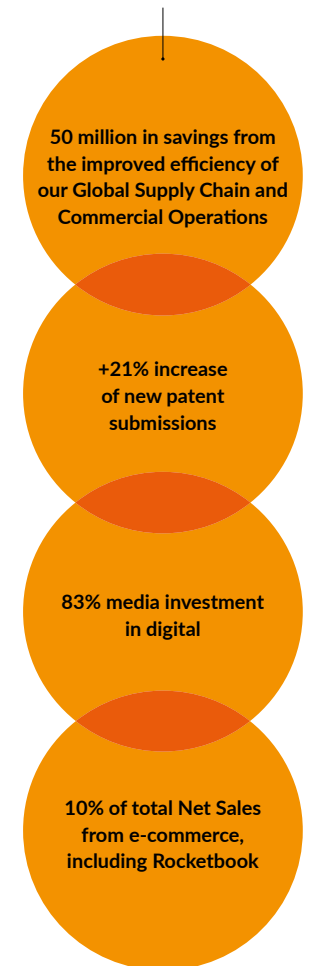 50 million in savings from
the improved efficiency of
our Global Supply Chain and
Commercial Operations
+21% increase
of new patent
submissions
83% media investment
in digital
10% of total Net Sales
from e-commerce,
including Rocketbook